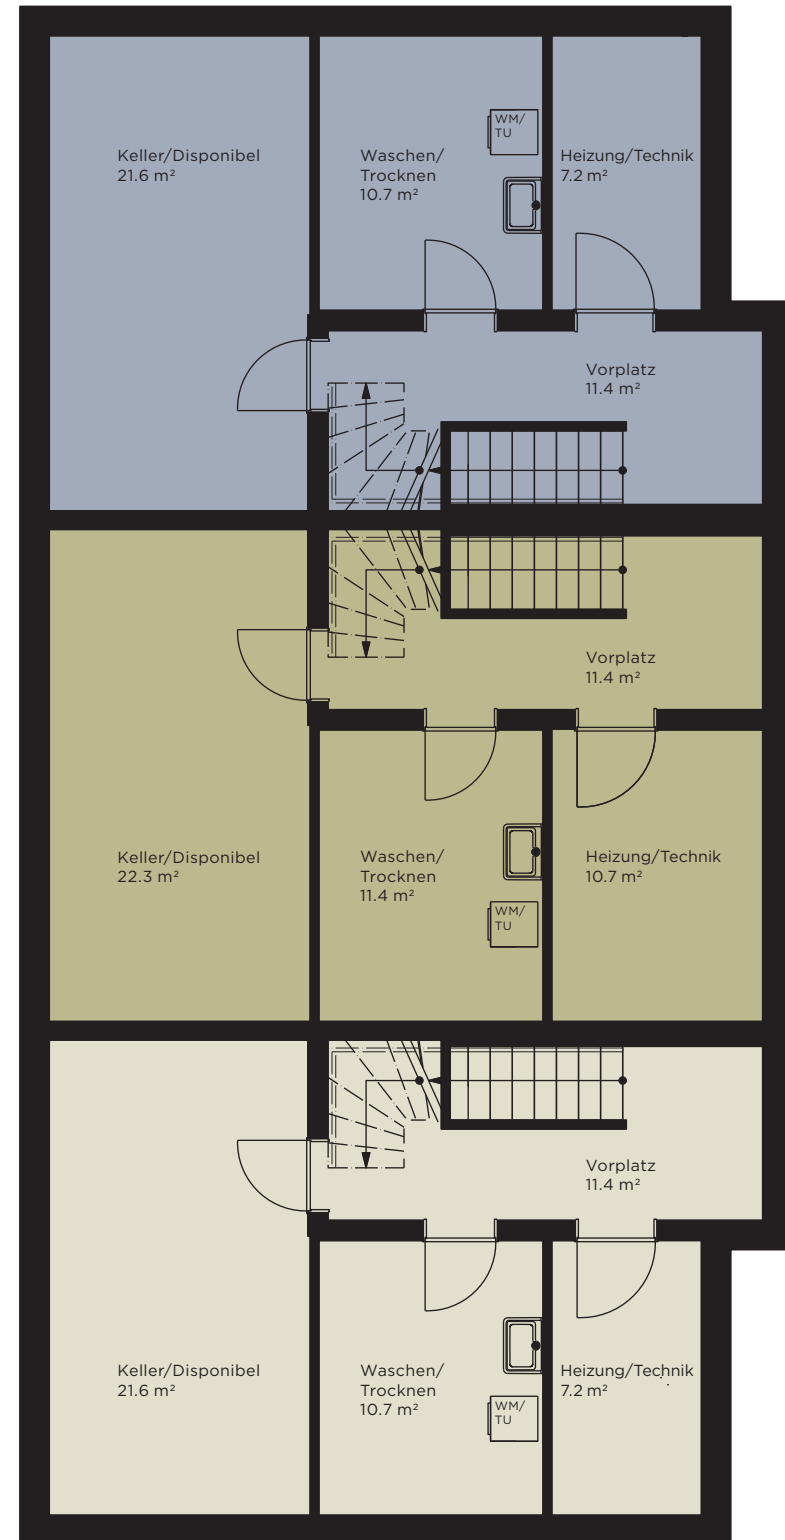 Keller/Disponibel
21.6 m²
Waschen/
Trocknen
10.7 m²
WM/
TU
Heizung/Technik
7.2 m²
Vorplatz
11.4 m²
Vorplatz
11.4 m²
Keller/Disponibel
22.3 m²
Waschen/
Trocknen
11.4 m²
WM/
TU
Heizung/Technik
10.7 m²
Vorplatz
11.4 m²
Keller/Disponibel
21.6 m²
Waschen/
Trocknen
10.7 m²
WM/
TU
Heizung/Technik
7.2 m²